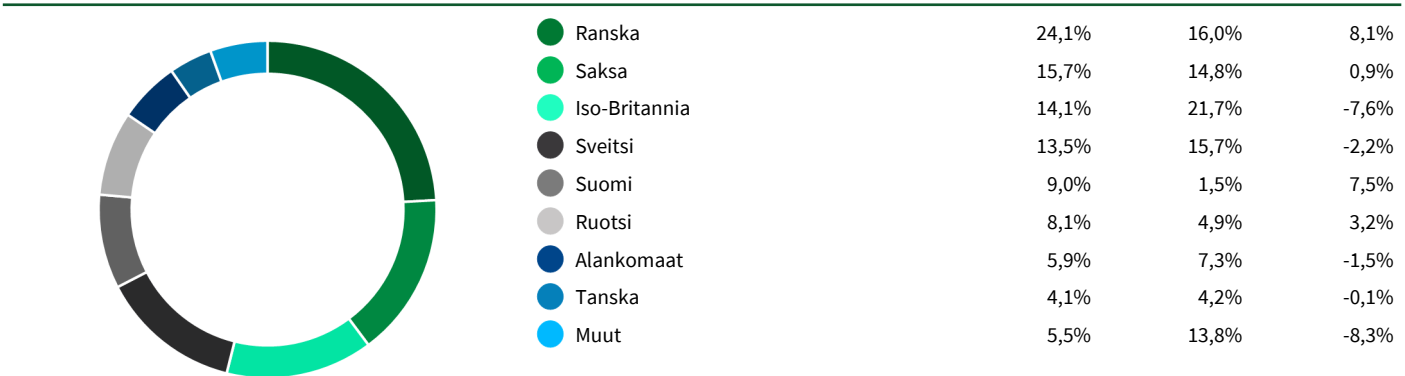 Ranska 24,1% 16,0% 8,1%
Saksa 15,7% 14,8% 0,9%
Iso-Britannia 14,1% 21,7% -7,6%
Sveitsi 13,5% 15,7% -2,2%
Suomi 9,0% 1,5% 7,5%
Ruotsi 8,1% 4,9% 3,2%
Alankomaat 5,9% 7,3% -1,5%
Tanska 4,1% 4,2% -0,1%
Muut 5,5% 13,8% -8,3%